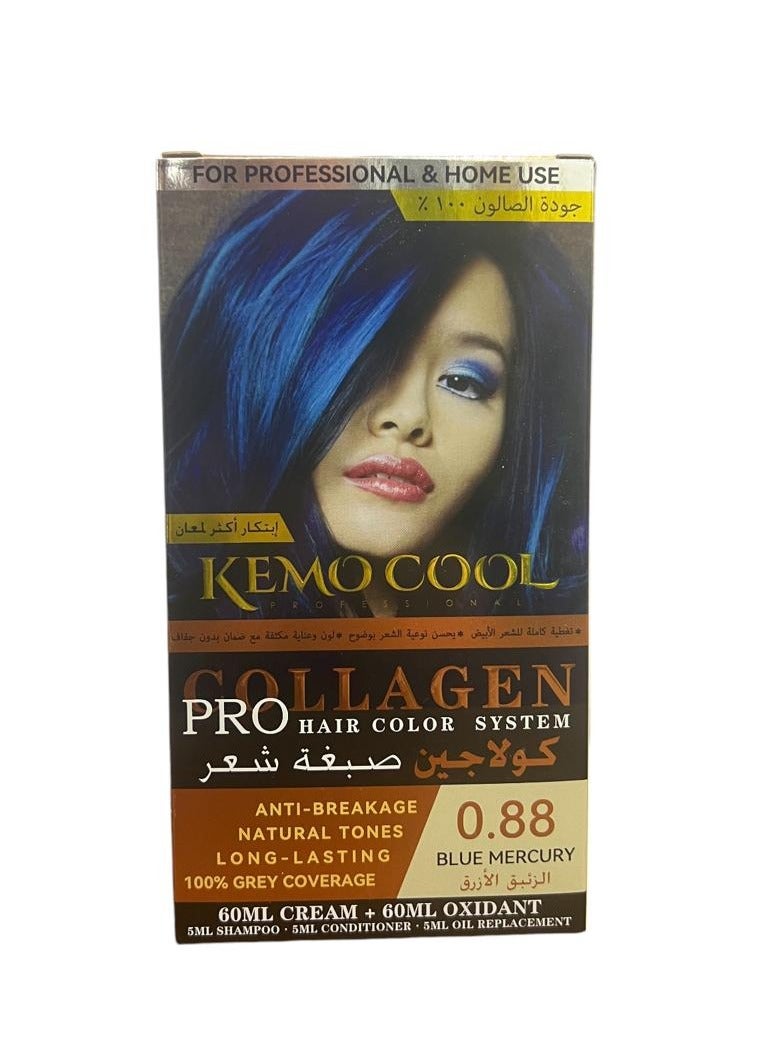 FOR PROFESSIONAL & HOME USE
جودة الصالون ١٠٠ ٪
إبتكار أكثر لمعان
KEMO COOL
PROFESSIONAL
* تغطية كاملة للشعر الأبيض * يحسن نوعية الشعر بوضوح * لون وعناية مكثفة مع ضمان بدون جفاف
COLLAGEN
PRO HAIR COLOR SYSTEM
كولاجين صبغة شعر
ANTI-BREAKAGE
NATURAL TONES
LONG-LASTING
100% GREY COVERAGE
0.88
BLUE MERCURY
الزئبق الأزرق
60ML CREAM + 60ML OXIDANT
5ML SHAMPOO · 5ML CONDITIONER · 5ML OIL REPLACEMENT